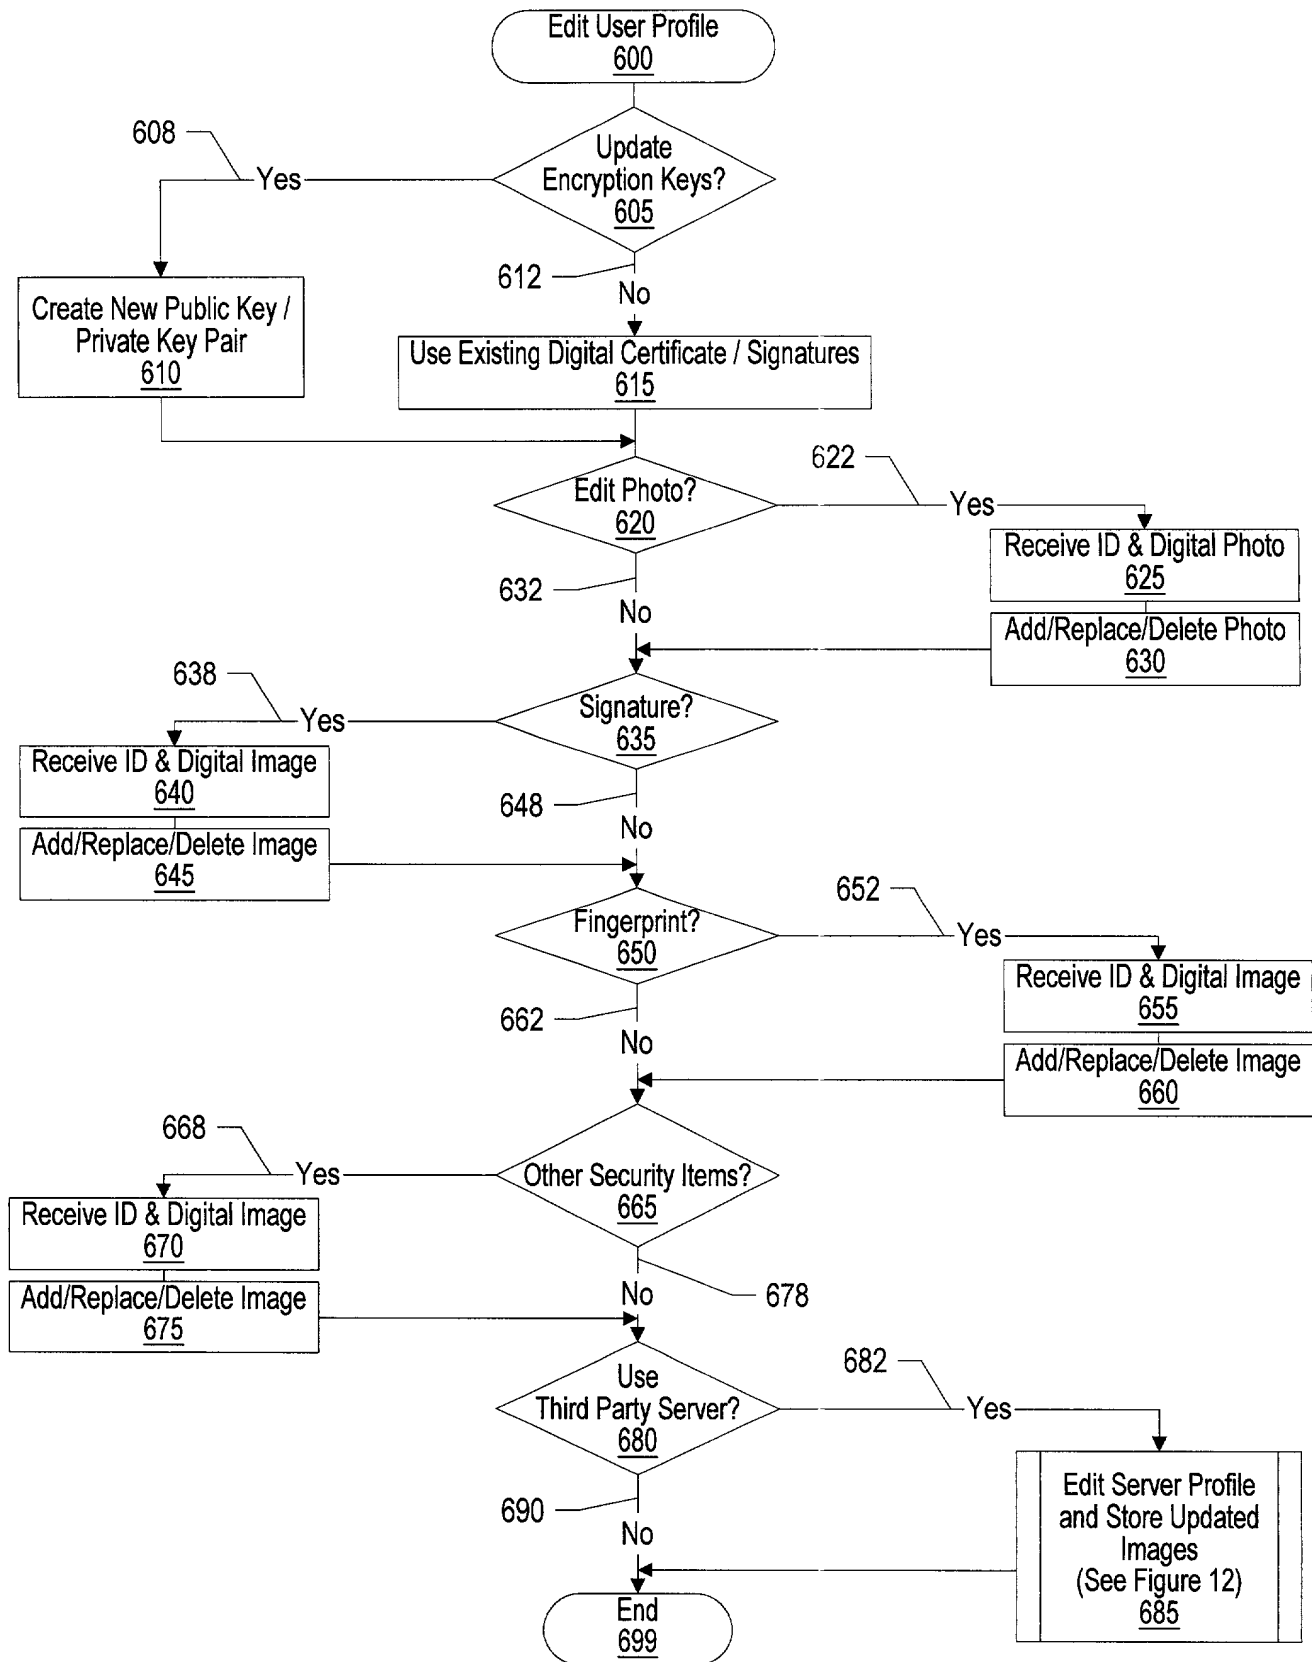 Edit User Profile
600
608
Yes
Update
Encryption Keys?
605
612
No
Create New Public Key /
Private Key Pair
610
Use Existing Digital Certificate / Signatures
615
622
Edit Photo?
620
Yes
Receive ID & Digital Photo
625
632
No
Add/Replace/Delete Photo
630
638
Yes
Signature?
635
Receive ID & Digital Image
640
648
No
Add/Replace/Delete Image
645
652
Fingerprint?
650
Yes
Receive ID & Digital Image
655
662
No
Add/Replace/Delete Image
660
668
Yes
Other Security Items?
665
Receive ID & Digital Image
670
No
678
Add/Replace/Delete Image
675
682
Use
Third Party Server?
680
Yes
690
No
Edit Server Profile
and Store Updated
Images
(See Figure 12)
685
End
699